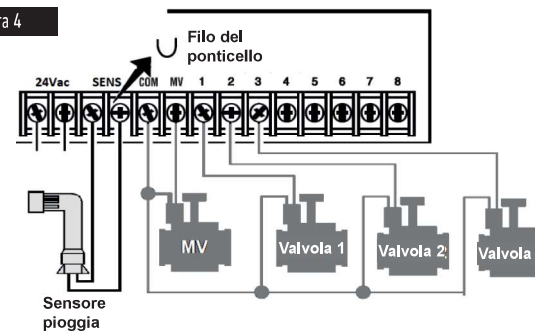 ra 4
Filo del
ponticello
24Vac SENS COM MV 1 2 3 4 5 6 7 8
MV
Valvola 1
Valvola 2
Valvola
Sensore
pioggia